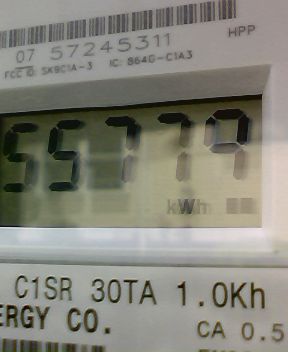 07 57245311
HPP
FCC ID: SK9C1A-3 IC: 864G-C1A3
55779
kWh
C1SR 30TA 1.0Kh
ERGY CO. CA 0.5